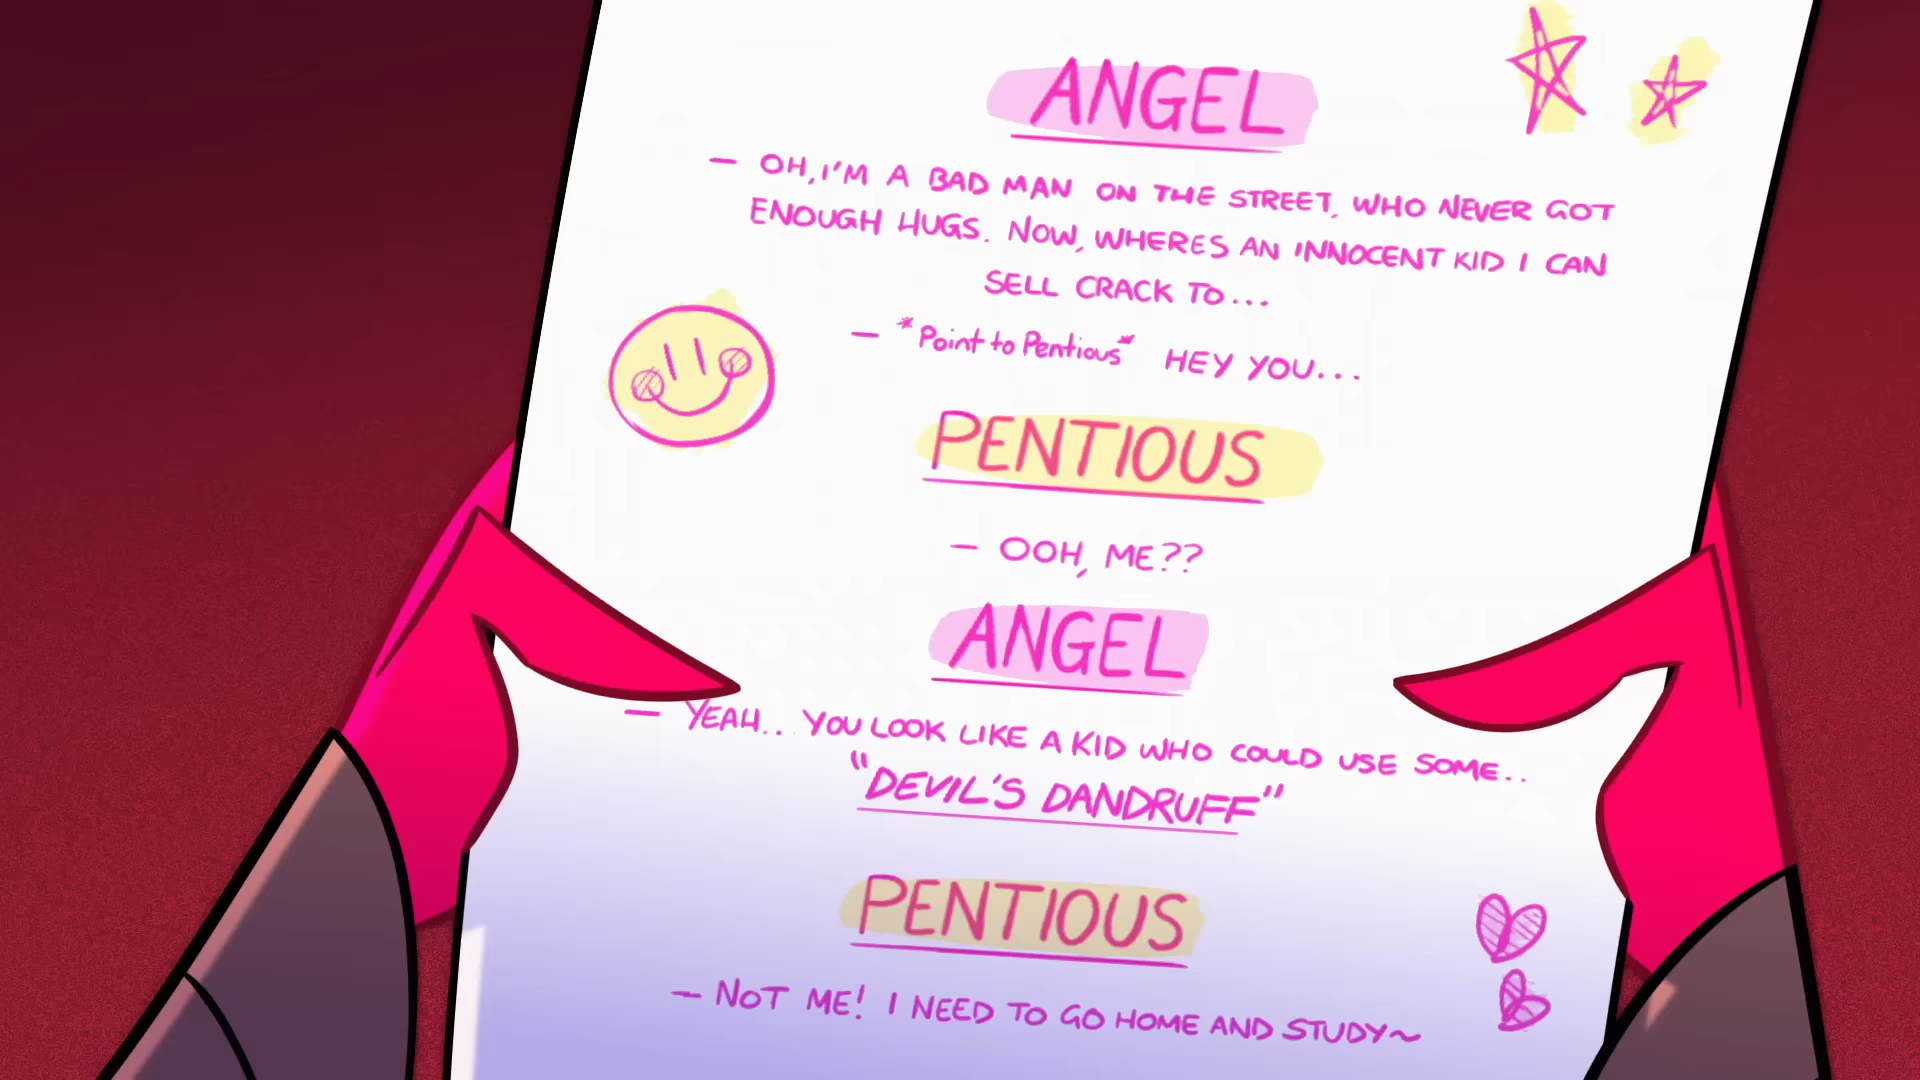 ANGEL
— OH, I'M A BAD MAN ON THE STREET, WHO NEVER GOT
ENOUGH HUGS. NOW, WHERES AN INNOCENT KID I CAN
SELL CRACK TO...
— *Point to Pentious* HEY YOU...
PENTIOUS
— OOH, ME??
ANGEL
— YEAH.. YOU LOOK LIKE A KID WHO COULD USE SOME..
"DEVIL'S DANDRUFF"
PENTIOUS
— NOT ME! I NEED TO GO HOME AND STUDY~